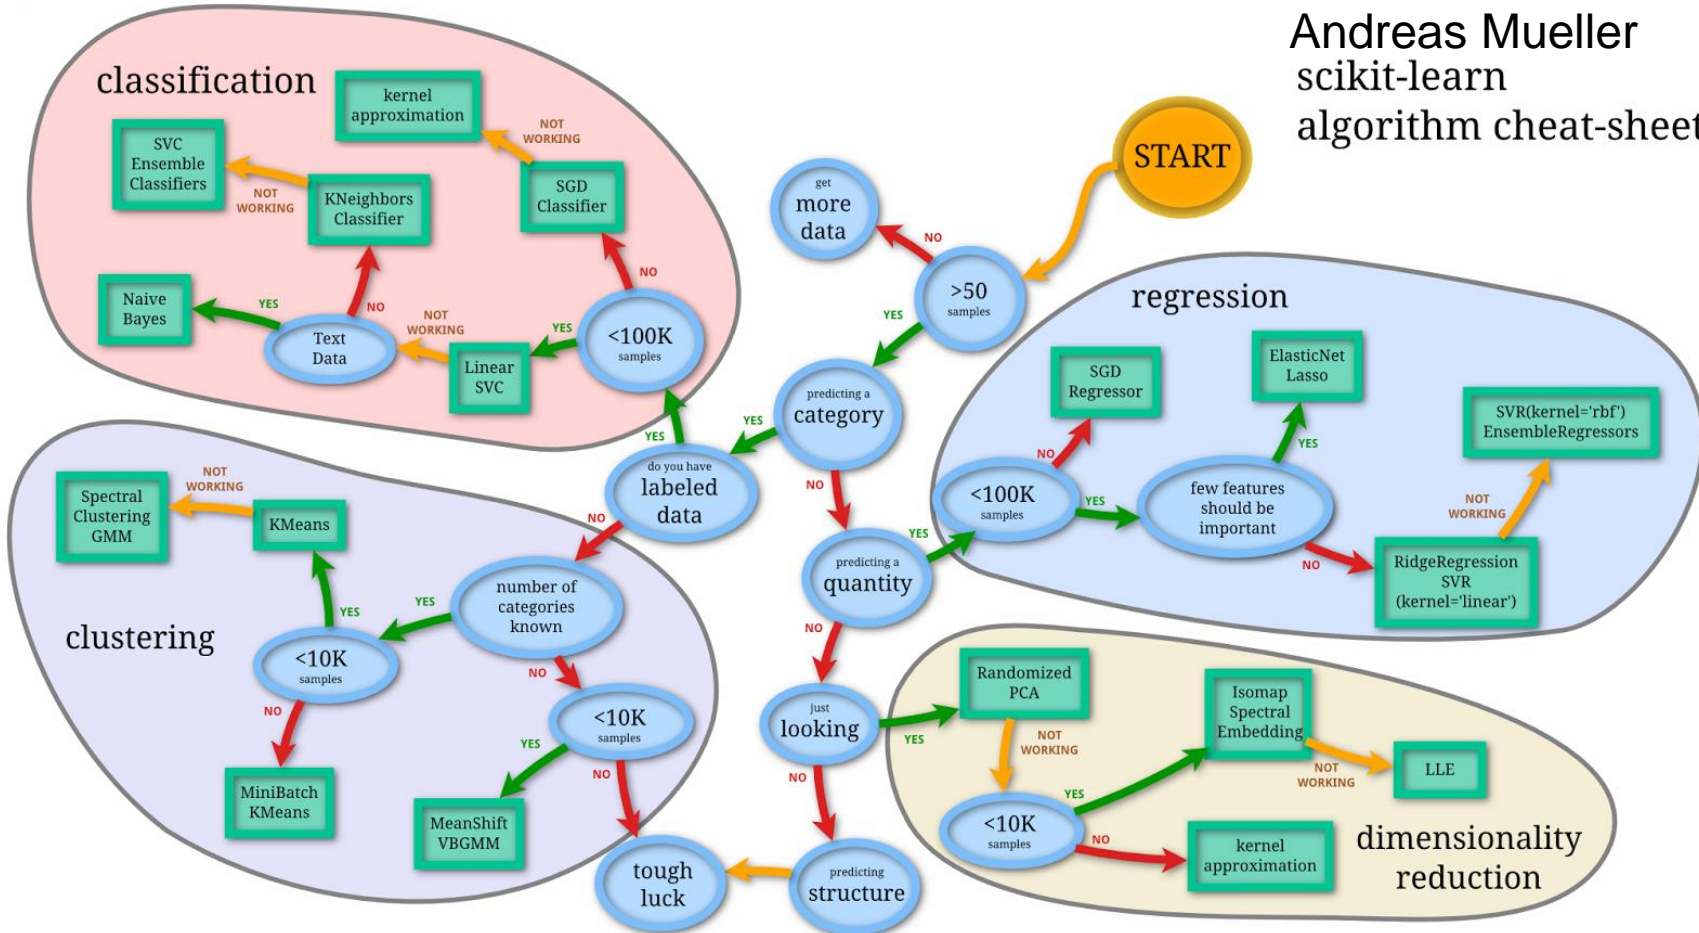 Andreas Mueller
scikit-learn
algorithm cheat-sheet
START
get
more
data
NO
>50
samples
YES
predicting a
category
YES
NO
do you have
labeled
data
YES
NO
predicting a
quantity
YES
NO
just
looking
YES
NO
predicting
structure
tough
luck
classification
kernel
approximation
NOT
WORKING
SGD
Classifier
NO
<100K
samples
YES
Linear
SVC
NOT
WORKING
Text
Data
YES
NO
Naive
Bayes
KNeighbors
Classifier
NOT
WORKING
SVC
Ensemble
Classifiers
regression
<100K
samples
NO
SGD
Regressor
YES
few features
should be
important
YES
ElasticNet
Lasso
NO
RidgeRegression
SVR
(kernel='linear')
NOT
WORKING
SVR(kernel='rbf')
EnsembleRegressors
clustering
number of
categories
known
YES
NO
<10K
samples
YES
KMeans
NOT
WORKING
Spectral
Clustering
GMM
NO
MiniBatch
KMeans
<10K
samples
YES
MeanShift
VBGMM
NO
dimensionality
reduction
Randomized
PCA
NOT
WORKING
<10K
samples
YES
Isomap
Spectral
Embedding
NOT
WORKING
LLE
NO
kernel
approximation